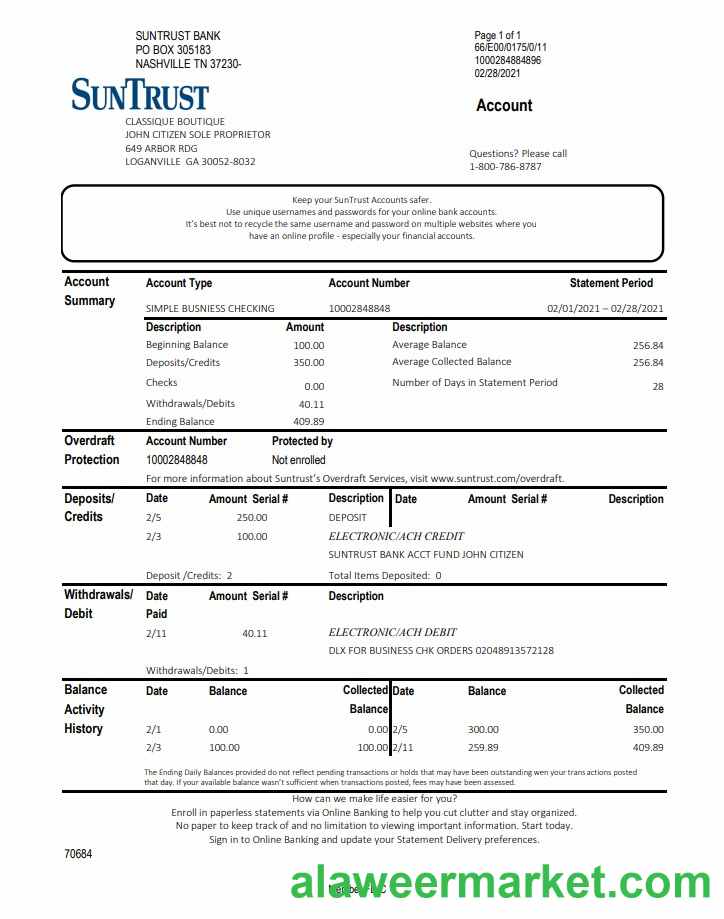 SUNTRUST BANK
PO BOX 305183
NASHVILLE TN 37230-
Page 1 of 1
66/E00/0175/0/11
1000284884896
02/28/2021
SUNTRUST
Account
CLASSIQUE BOUTIQUE
JOHN CITIZEN SOLE PROPRIETOR
649 ARBOR RDG
LOGANVILLE GA 30052-8032
Questions? Please call
1-800-786-8787
Keep your SunTrust Accounts safer.
Use unique usernames and passwords for your online bank accounts.
It's best not to recycle the same username and password on multiple websites where you
have an online profile - especially your financial accounts.
Account Summary
Account Type Account Number Statement Period
SIMPLE BUSNIESS CHECKING 10002848848 02/01/2021 – 02/28/2021
Description Amount Description
Beginning Balance 100.00 Average Balance 256.84
Deposits/Credits 350.00 Average Collected Balance 256.84
Checks 0.00 Number of Days in Statement Period 28
Withdrawals/Debits 40.11
Ending Balance 409.89
Overdraft Protection
Account Number Protected by
10002848848 Not enrolled
For more information about Suntrust's Overdraft Services, visit www.suntrust.com/overdraft.
Deposits/ Credits
Date Amount Serial # Description Date Amount Serial # Description
2/5 250.00 DEPOSIT
2/3 100.00 ELECTRONIC/ACH CREDIT
SUNTRUST BANK ACCT FUND JOHN CITIZEN
Deposit /Credits: 2 Total Items Deposited: 0
Withdrawals/ Debit
Date Amount Serial # Description
Paid
2/11 40.11 ELECTRONIC/ACH DEBIT
DLX FOR BUSINESS CHK ORDERS 02048913572128
Withdrawals/Debits: 1
Balance Activity History
Date Balance Collected Balance Date Balance Collected Balance
2/1 0.00 0.00 2/5 300.00 350.00
2/3 100.00 100.00 2/11 259.89 409.89
The Ending Daily Balances provided do not reflect pending transactions or holds that may have been outstanding wen your transactions posted
that day. If your available balance wasn't sufficient when transactions posted, fees may have been assessed.
How can we make life easier for you?
Enroll in paperless statements via Online Banking to help you cut clutter and stay organized.
No paper to keep track of and no limitation to viewing important information. Start today.
Sign in to Online Banking and update your Statement Delivery preferences.
70684
alaweermarket.com